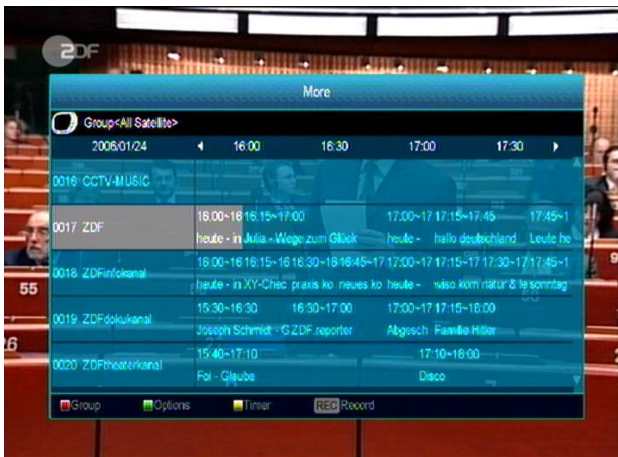 ZDF
More
Group<All Satellite>
2006/01/24 16:00 16:30 17:00 17:30
0016 CCTV-MUSIC
0017 ZDF
16:00~16 16:15~17:00 17:00~17 17:15~17:45 17:45~1
heute - in Julia - Wege zum Glück heute - hallo deutschland Leute he
0018 ZDFinfokanal
16:00~16 16:15~16 16:30~16 16:45~17 17:00~17 17:15~17 17:30~17 17:45~1
heute - in XY-Chec praxis ko neues ko heute - wiso kom natur & le sonntag
0019 ZDFdokukanal
15:30~16:30 16:30~17:00 17:00~17 17:15~18:00
Joseph Schmidt - G ZDF.reporter Abgesch Familie Hitler
0020 ZDFtheaterkanal
15:40~17:10 17:10~18:00
Foi - Glaube Disco
Group Options Timer REC Record
55
9
6